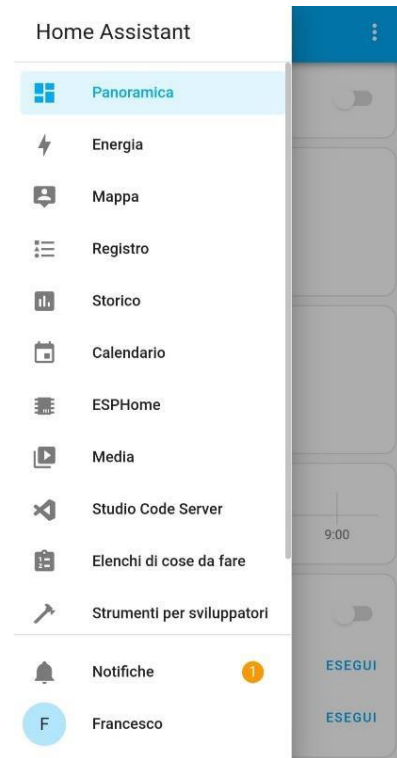 Home Assistant
Panoramica
Energia
Mappa
Registro
Storico
Calendario
ESPHome
Media
Studio Code Server
9:00
Elenchi di cose da fare
Strumenti per sviluppatori
Notifiche 1
ESEGUI
F Francesco
ESEGUI